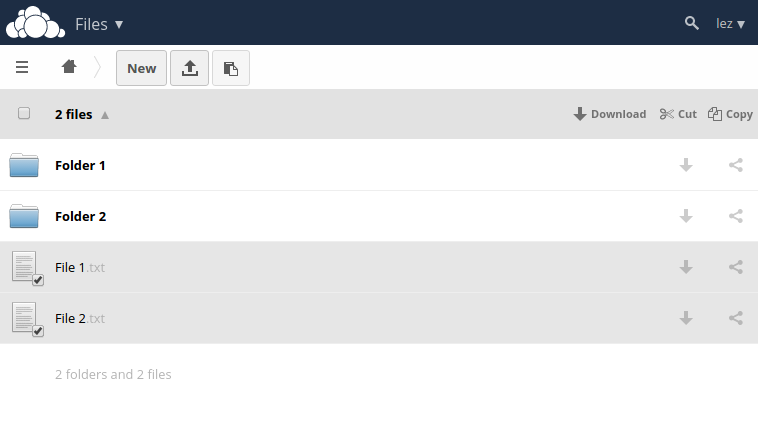 Files ▼ lez ▼
New
2 files ▲ Download Cut Copy
Folder 1
Folder 2
File 1.txt
File 2.txt
2 folders and 2 files